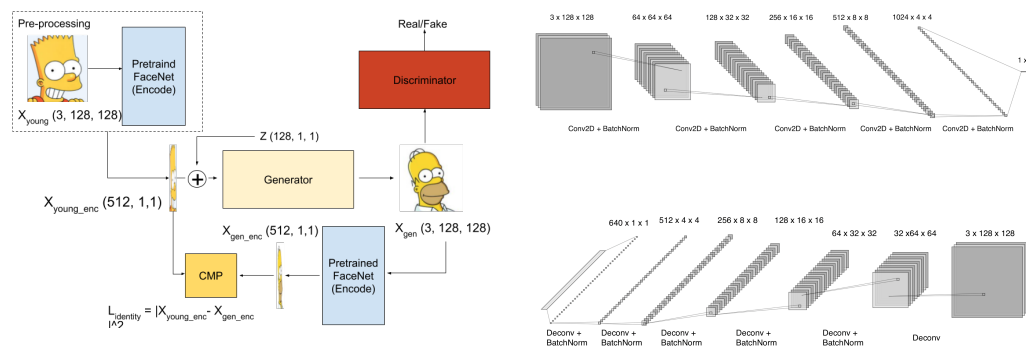 Pre-processing
Pretraind
FaceNet
(Encode)
X_young (3, 128, 128)
Real/Fake
Discriminator
Z (128, 1, 1)
+
Generator
X_young_enc (512, 1,1)
X_gen_enc (512, 1,1)
X_gen (3, 128, 128)
CMP
Pretrained
FaceNet
(Encode)
L_identity = |X_young_enc - X_gen_enc
|^2
3 x 128 x 128
64 x 64 x 64
128 x 32 x 32
256 x 16 x 16
512 x 8 x 8
1024 x 4 x 4
1 x
Conv2D + BatchNorm
Conv2D + BatchNorm
Conv2D + BatchNorm
Conv2D + BatchNorm
Conv2D + BatchNorm
640 x 1 x 1
512 x 4 x 4
256 x 8 x 8
128 x 16 x 16
64 x 32 x 32
32x64 x 64
3 x 128 x 128
Deconv +
BatchNorm
Deconv +
BatchNorm
Deconv +
BatchNorm
Deconv +
BatchNorm
Deconv +
BatchNorm
Deconv